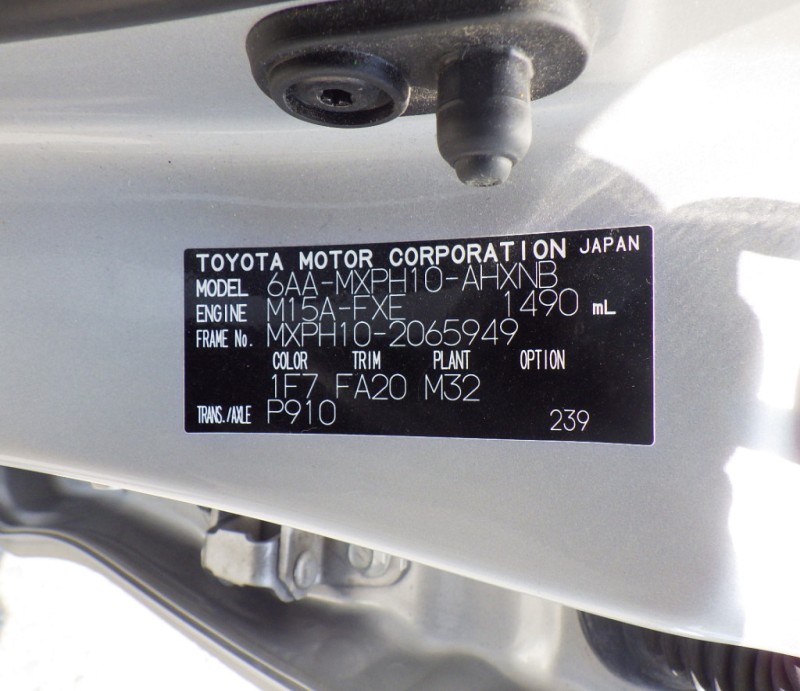 TOYOTA MOTOR CORPORATION JAPAN
MODEL 6AA-MXPH10-AHXNB
ENGINE M15A-FXE 1490 mL
FRAME No. MXPH10-2065949
COLOR TRIM PLANT OPTION
1F7 FA20 M32
TRANS./AXLE P910 239